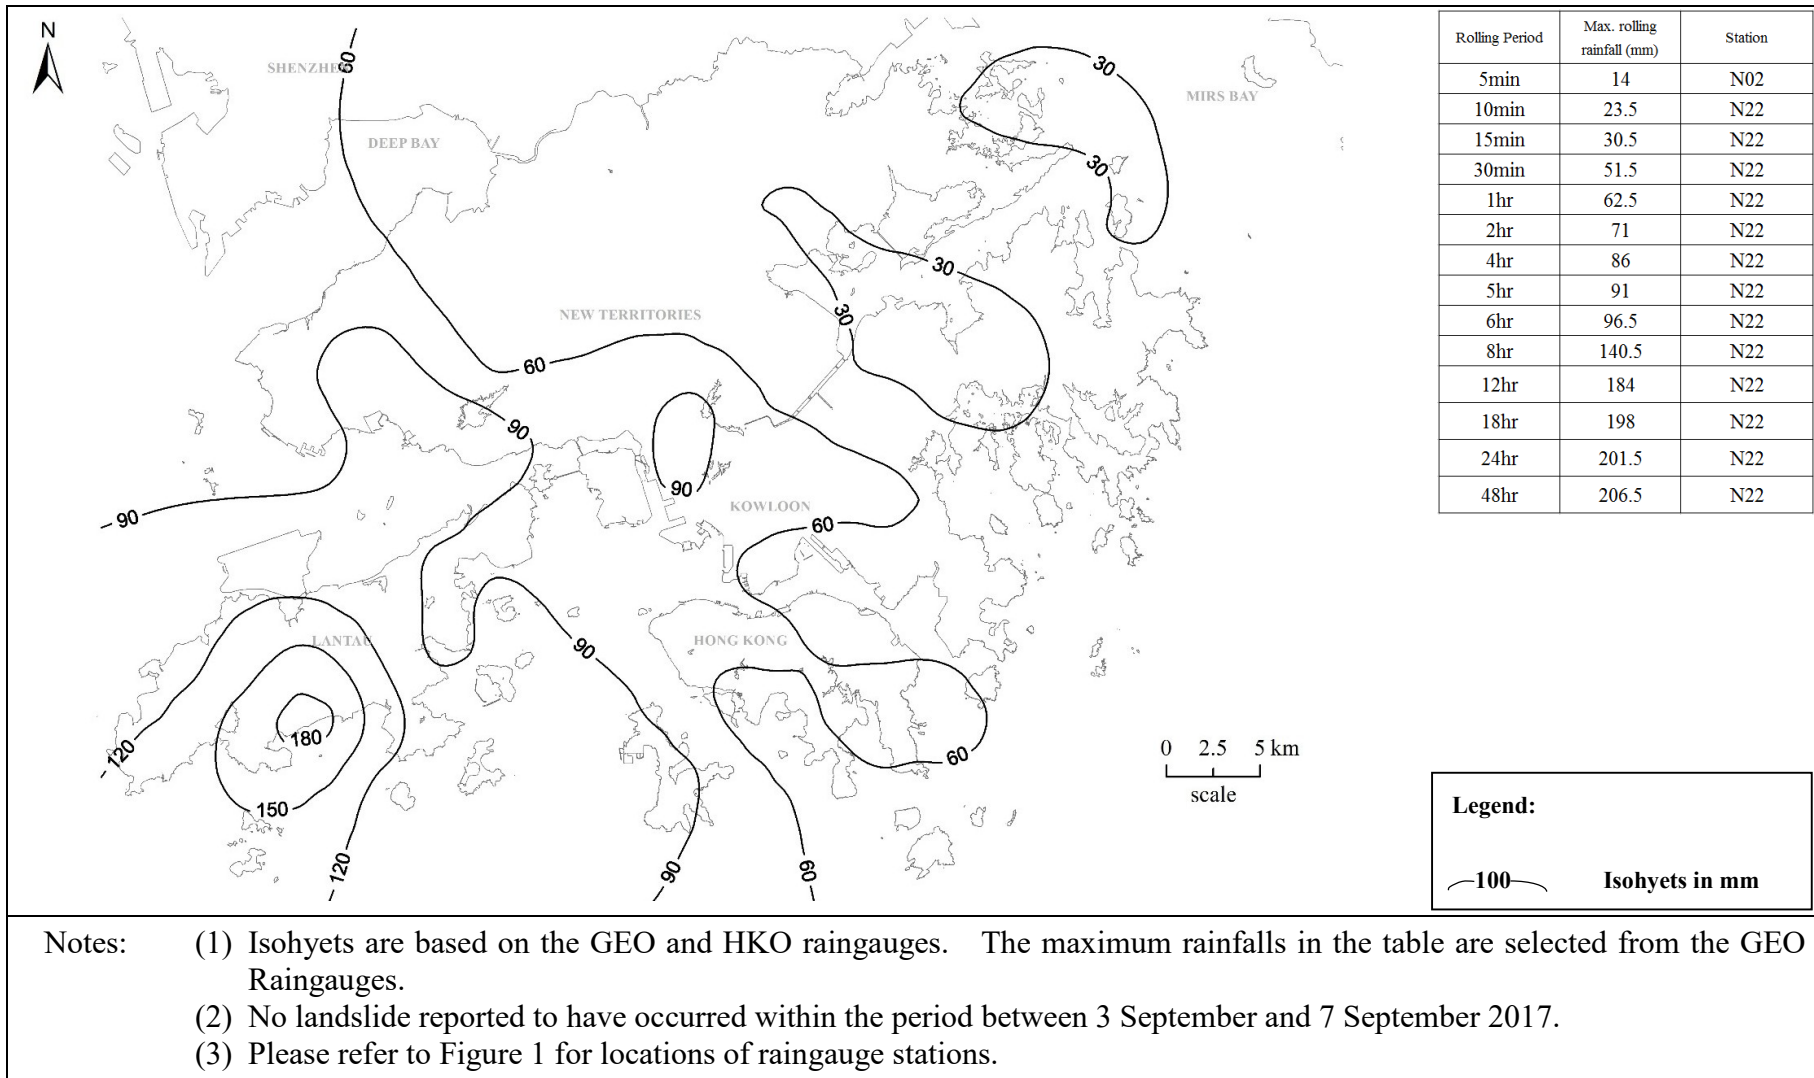 N
SHENZHEN
60
DEEP BAY
30
MIRS BAY
30
30
30
NEW TERRITORIES
60
90
90
KOWLOON
60
90
LANTAU
90
HONG KONG
180
120
150
60
120
90
60
0 2.5 5 km
scale
Rolling Period Max. rolling rainfall (mm) Station
5min 14 N02
10min 23.5 N22
15min 30.5 N22
30min 51.5 N22
1hr 62.5 N22
2hr 71 N22
4hr 86 N22
5hr 91 N22
6hr 96.5 N22
8hr 140.5 N22
12hr 184 N22
18hr 198 N22
24hr 201.5 N22
48hr 206.5 N22
Legend:
100 Isohyets in mm
Notes: (1) Isohyets are based on the GEO and HKO raingauges. The maximum rainfalls in the table are selected from the GEO
Raingauges.
(2) No landslide reported to have occurred within the period between 3 September and 7 September 2017.
(3) Please refer to Figure 1 for locations of raingauge stations.